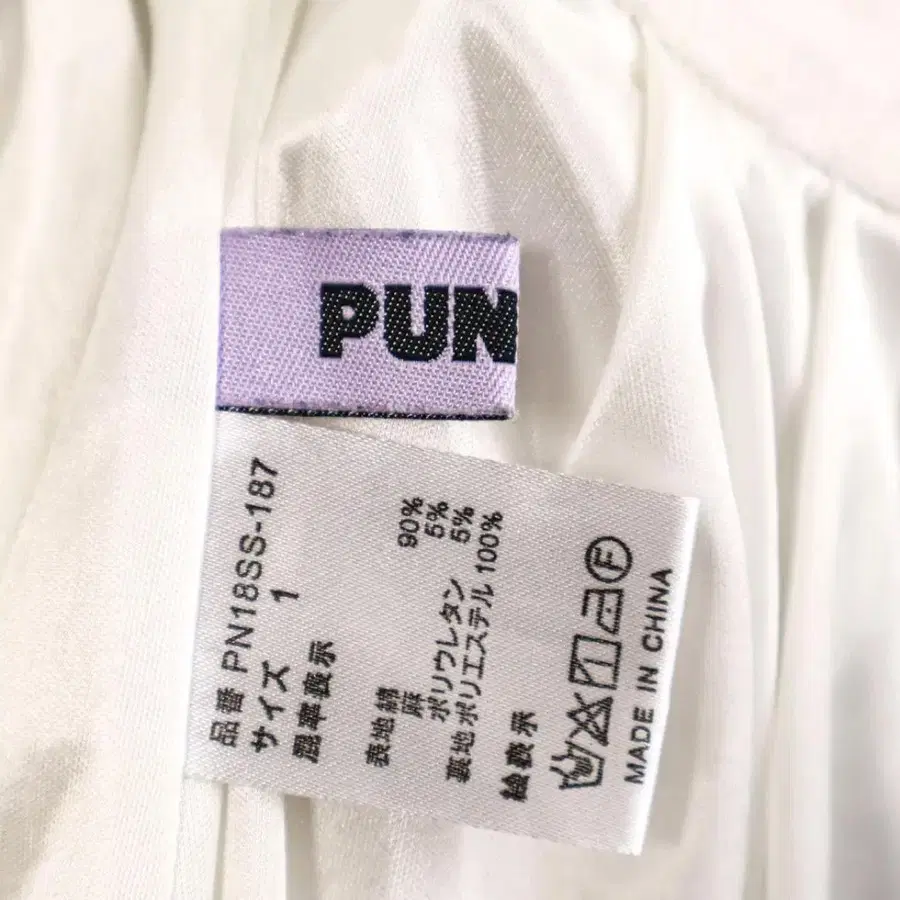 PUN
品番 PN18SS-187
サイズ 1
混率表示
表地 綿 90%
麻 5%
ポリウレタン 5%
裏地 ポリエステル 100%
絵表示
F
MADE IN CHINA